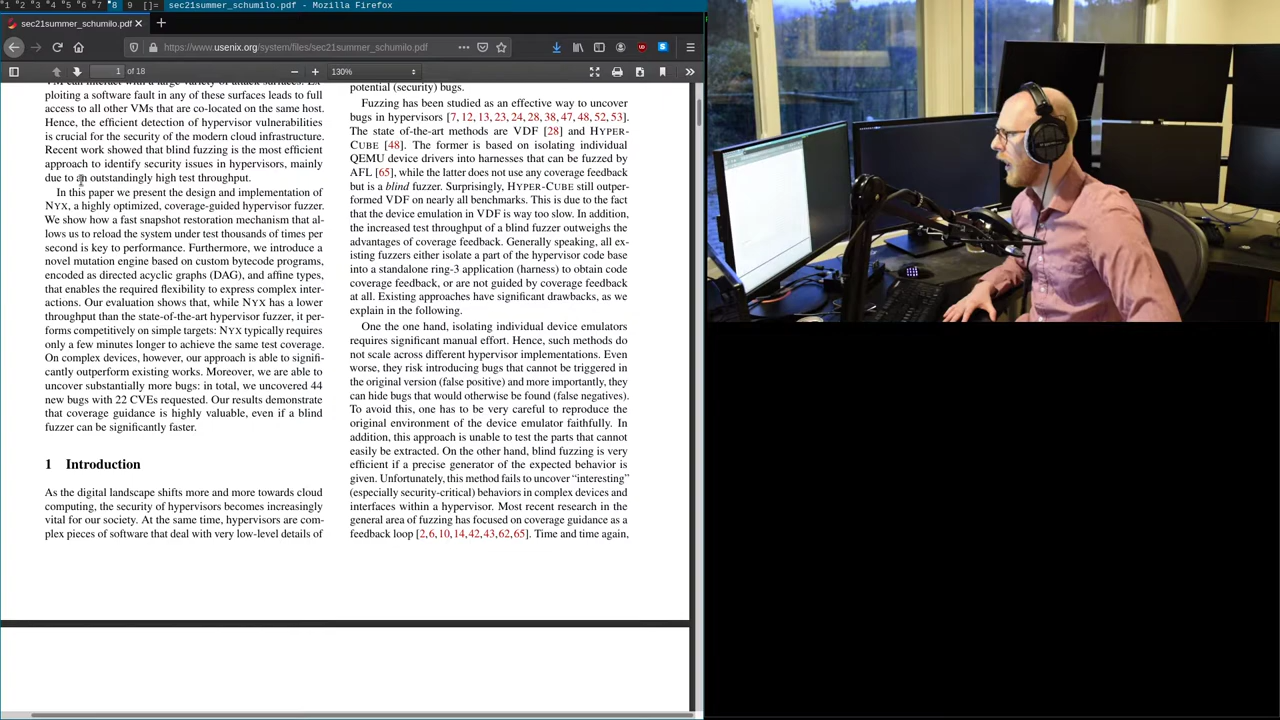 1 2 3 4 5 6 7 8 9 []= sec21summer_schumilo.pdf - Mozilla Firefox
sec21summer_schumilo.pdf
https://www.usenix.org/system/files/sec21summer_schumilo.pdf
1 of 18
130%
ploiting a software fault in any of these surfaces leads to full
access to all other VMs that are co-located on the same host.
Hence, the efficient detection of hypervisor vulnerabilities
is crucial for the security of the modern cloud infrastructure.
Recent work showed that blind fuzzing is the most efficient
approach to identify security issues in hypervisors, mainly
due to an outstandingly high test throughput.
In this paper we present the design and implementation of
NYX, a highly optimized, coverage-guided hypervisor fuzzer.
We show how a fast snapshot restoration mechanism that al-
lows us to reload the system under test thousands of times per
second is key to performance. Furthermore, we introduce a
novel mutation engine based on custom bytecode programs,
encoded as directed acyclic graphs (DAG), and affine types,
that enables the required flexibility to express complex inter-
actions. Our evaluation shows that, while NYX has a lower
throughput than the state-of-the-art hypervisor fuzzer, it per-
forms competitively on simple targets: NYX typically requires
only a few minutes longer to achieve the same test coverage.
On complex devices, however, our approach is able to signifi-
cantly outperform existing works. Moreover, we are able to
uncover substantially more bugs: in total, we uncovered 44
new bugs with 22 CVEs requested. Our results demonstrate
that coverage guidance is highly valuable, even if a blind
fuzzer can be significantly faster.
1 Introduction
As the digital landscape shifts more and more towards cloud
computing, the security of hypervisors becomes increasingly
vital for our society. At the same time, hypervisors are com-
plex pieces of software that deal with very low-level details of
potential (security) bugs.
Fuzzing has been studied as an effective way to uncover
bugs in hypervisors [7, 12, 13, 23, 24, 28, 38, 47, 48, 52, 53].
The state-of-the-art methods are VDF [28] and HYPER-
CUBE [48]. The former is based on isolating individual
QEMU device drivers into harnesses that can be fuzzed by
AFL [65], while the latter does not use any coverage feedback
but is a blind fuzzer. Surprisingly, HYPER-CUBE still outper-
formed VDF on nearly all benchmarks. This is due to the fact
that the device emulation in VDF is way too slow. In addition,
the increased test throughput of a blind fuzzer outweighs the
advantages of coverage feedback. Generally speaking, all ex-
isting fuzzers either isolate a part of the hypervisor code base
into a standalone ring-3 application (harness) to obtain code
coverage feedback, or are not guided by coverage feedback
at all. Existing approaches have significant drawbacks, as we
explain in the following.
One the one hand, isolating individual device emulators
requires significant manual effort. Hence, such methods do
not scale across different hypervisor implementations. Even
worse, they risk introducing bugs that cannot be triggered in
the original version (false positive) and more importantly, they
can hide bugs that would otherwise be found (false negatives).
To avoid this, one has to be very careful to reproduce the
original environment of the device emulator faithfully. In
addition, this approach is unable to test the parts that cannot
easily be extracted. On the other hand, blind fuzzing is very
efficient if a precise generator of the expected behavior is
given. Unfortunately, this method fails to uncover “interesting”
(especially security-critical) behaviors in complex devices and
interfaces within a hypervisor. Most recent research in the
general area of fuzzing has focused on coverage guidance as a
feedback loop [2,6,10,14,42,43,62,65]. Time and time again,